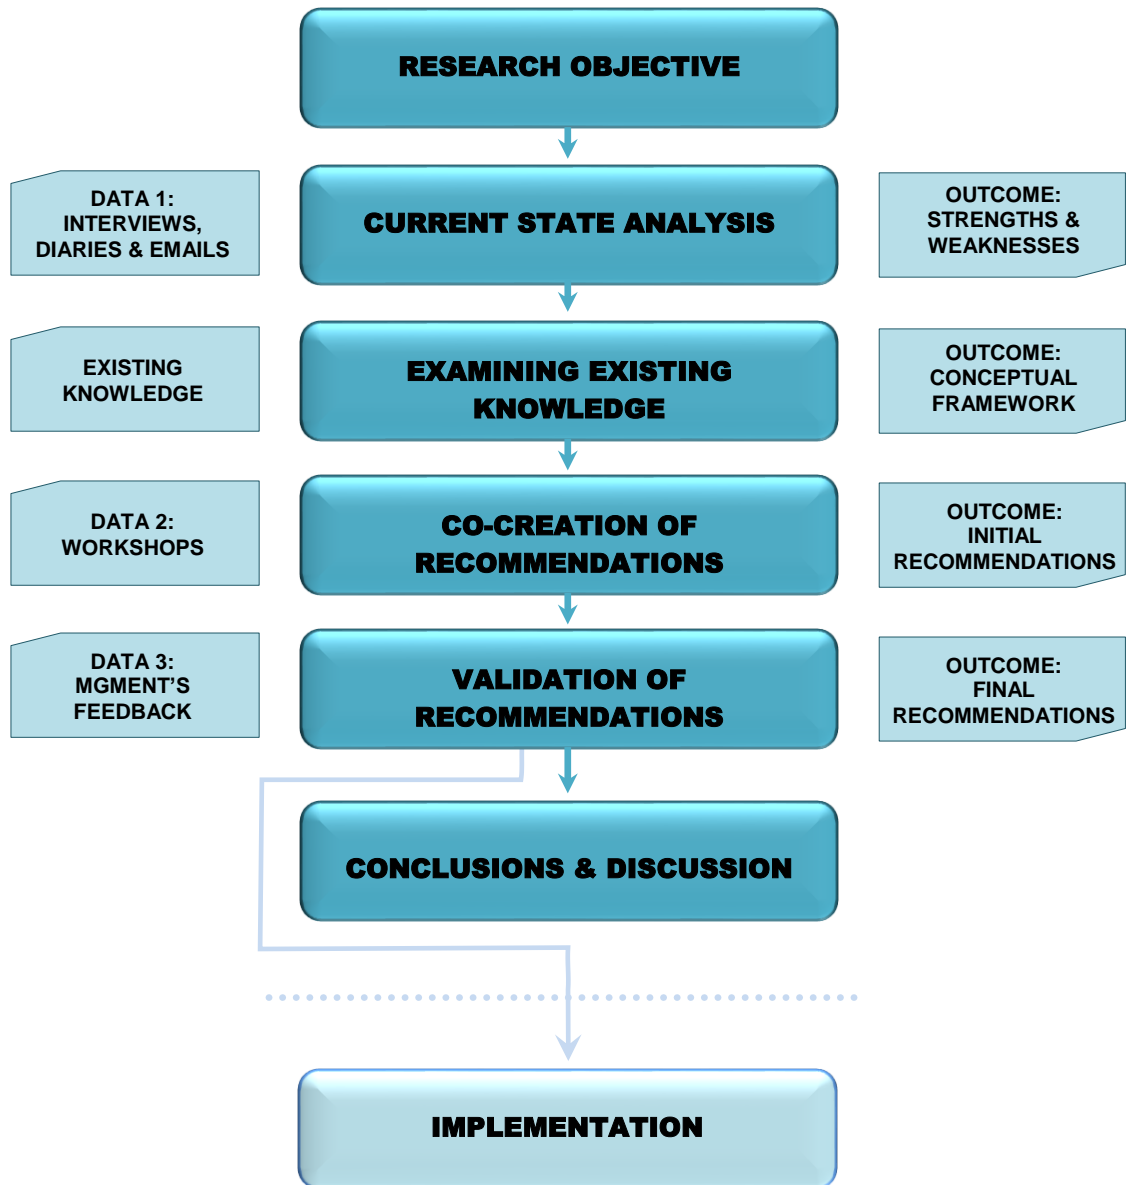 RESEARCH OBJECTIVE
DATA 1:
INTERVIEWS,
DIARIES & EMAILS
CURRENT STATE ANALYSIS
OUTCOME:
STRENGTHS &
WEAKNESSES
EXISTING
KNOWLEDGE
EXAMINING EXISTING
KNOWLEDGE
OUTCOME:
CONCEPTUAL
FRAMEWORK
DATA 2:
WORKSHOPS
CO-CREATION OF
RECOMMENDATIONS
OUTCOME:
INITIAL
RECOMMENDATIONS
DATA 3:
MGMENT’S
FEEDBACK
VALIDATION OF
RECOMMENDATIONS
OUTCOME:
FINAL
RECOMMENDATIONS
CONCLUSIONS & DISCUSSION
IMPLEMENTATION